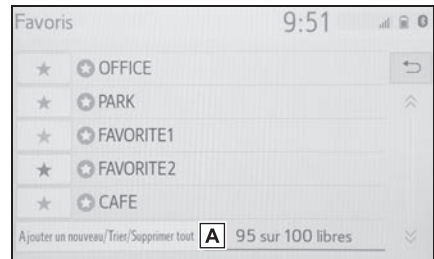 Favoris 9:51
OFFICE
PARK
FAVORITE1
FAVORITE2
CAFE
Ajouter un nouveau/Trier/Supprimer tout A 95 sur 100 libres